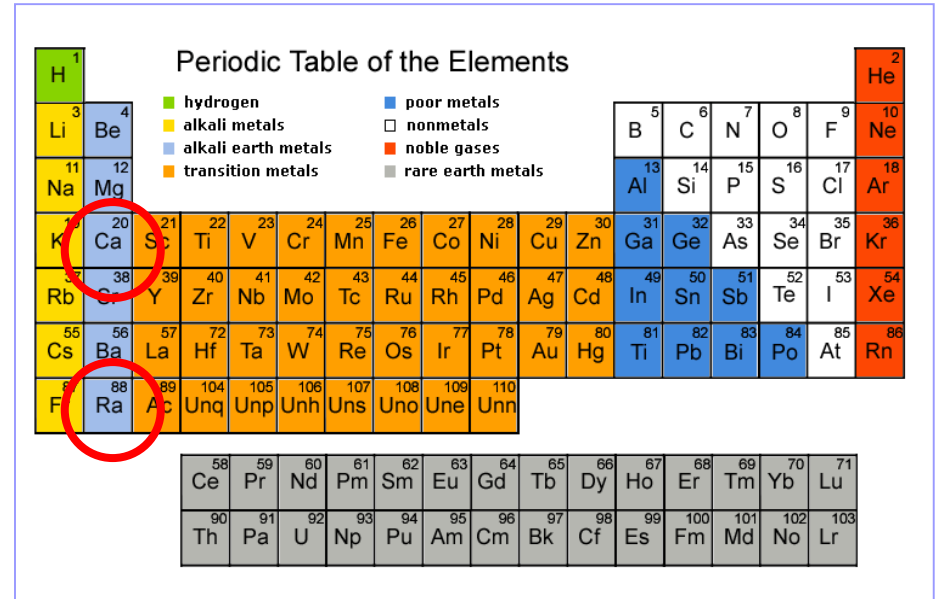 Periodic Table of the Elements
1 2
H He
hydrogen poor metals
alkali metals nonmetals
alkali earth metals noble gases
transition metals rare earth metals
3 4 5 6 7 8 9 10
Li Be B C N O F Ne
11 12 13 14 15 16 17 18
Na Mg Al Si P S Cl Ar
19 20 21 22 23 24 25 26 27 28 29 30 31 32 33 34 35 36
K Ca Sc Ti V Cr Mn Fe Co Ni Cu Zn Ga Ge As Se Br Kr
37 38 39 40 41 42 43 44 45 46 47 48 49 50 51 52 53 54
Rb Sr Y Zr Nb Mo Tc Ru Rh Pd Ag Cd In Sn Sb Te I Xe
55 56 57 72 73 74 75 76 77 78 79 80 81 82 83 84 85 86
Cs Ba La Hf Ta W Re Os Ir Pt Au Hg Ti Pb Bi Po At Rn
87 88 89 104 105 106 107 108 109 110
Ra Ac Unq Unp Unh Uns Uno Une Unn
58 59 60 61 62 63 64 65 66 67 68 69 70 71
Ce Pr Nd Pm Sm Eu Gd Tb Dy Ho Er Tm Yb Lu
90 91 92 93 94 95 96 97 98 99 100 101 102 103
Th Pa U Np Pu Am Cm Bk Cf Es Fm Md No Lr